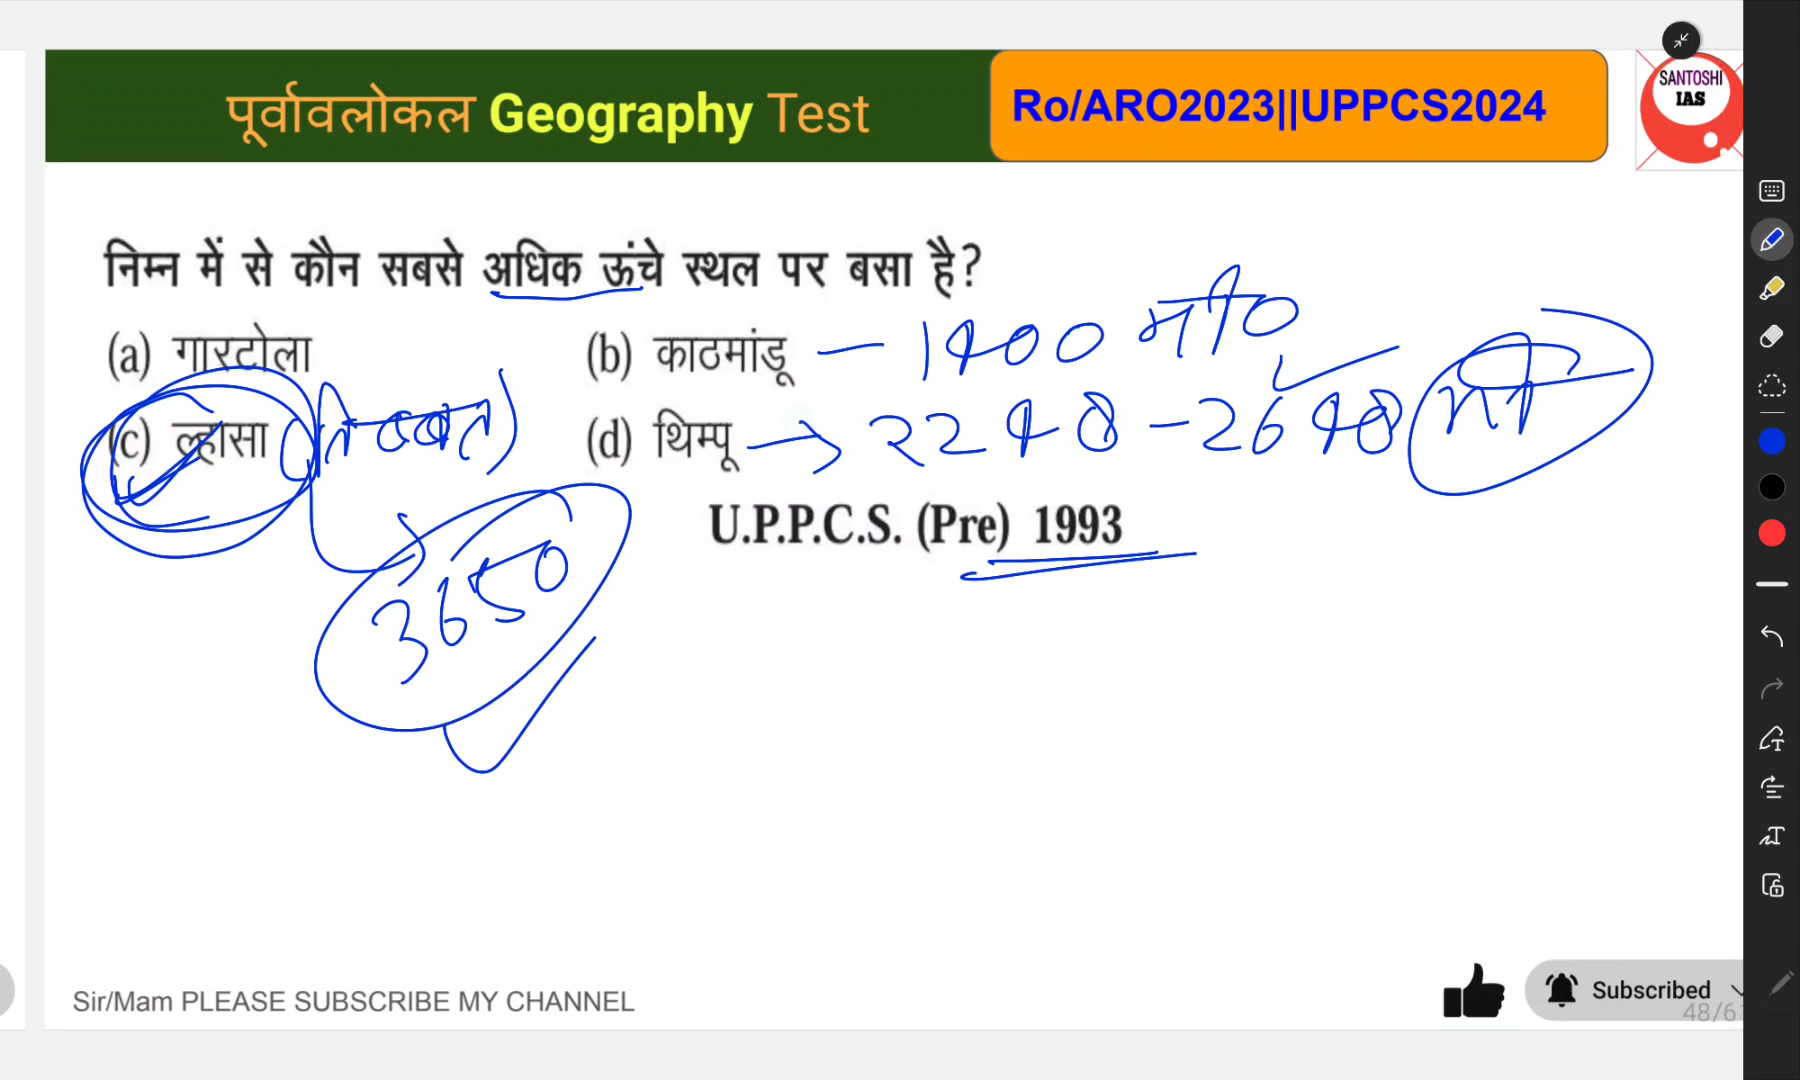 पूर्वावलोकल Geography Test
Ro/ARO2023||UPPCS2024
SANTOSHI
IAS
निम्न में से कौन सबसे अधिक ऊंचे स्थल पर बसा है?
(a) गारटोला
(b) काठमांडू – 1400 मी०
(c) ल्हासा (तिब्बत)
(d) थिम्पू → 2248-2648 मी
3650
U.P.P.C.S. (Pre) 1993
Sir/Mam PLEASE SUBSCRIBE MY CHANNEL
Subscribed